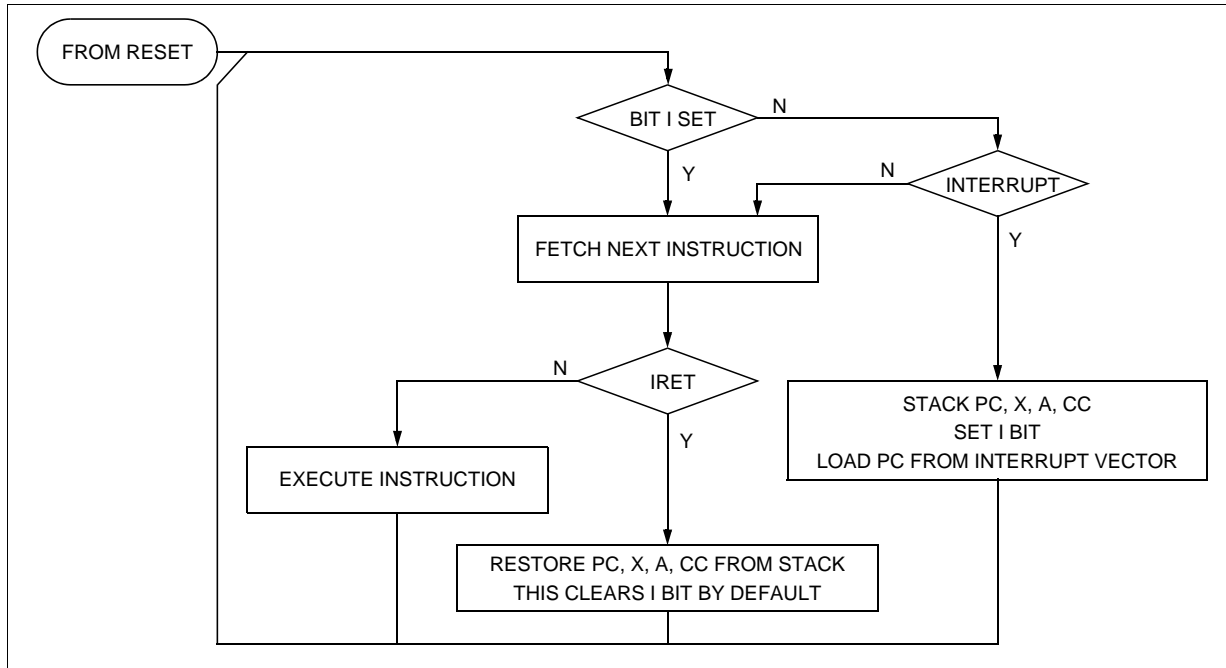 FROM RESET
BIT I SET
N
Y
N
INTERRUPT
Y
FETCH NEXT INSTRUCTION
N
IRET
Y
STACK PC, X, A, CC
SET I BIT
LOAD PC FROM INTERRUPT VECTOR
EXECUTE INSTRUCTION
RESTORE PC, X, A, CC FROM STACK
THIS CLEARS I BIT BY DEFAULT